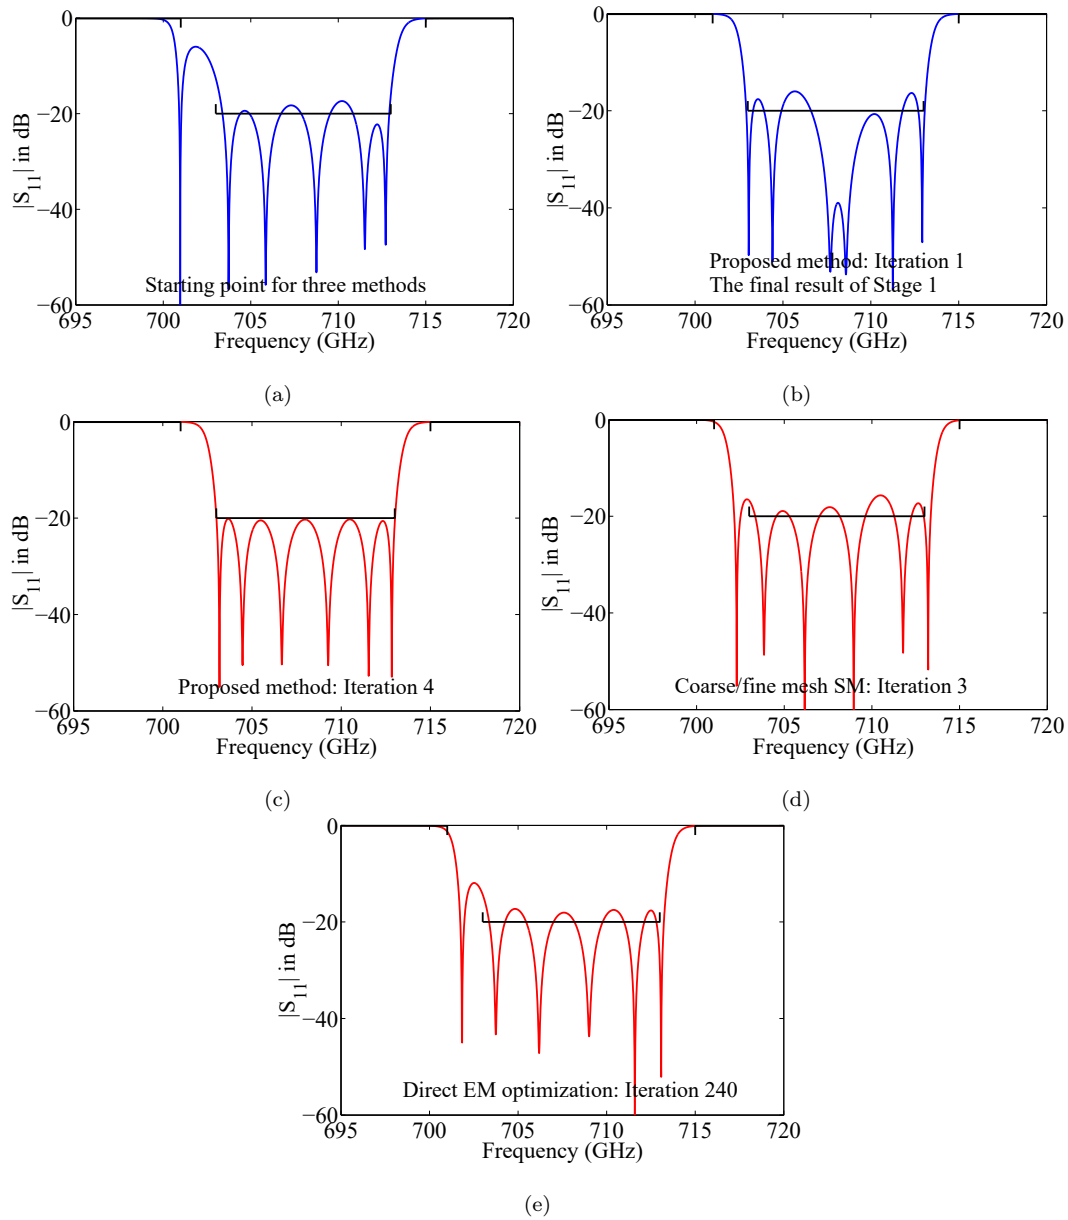 0
−20
−40
−60
|S11| in dB
Starting point for three methods
695 700 705 710 715 720
Frequency (GHz)
(a)
0
−20
−40
−60
|S11| in dB
Proposed method: Iteration 1
The final result of Stage 1
695 700 705 710 715 720
Frequency (GHz)
(b)
0
−20
−40
−60
|S11| in dB
Proposed method: Iteration 4
695 700 705 710 715 720
Frequency (GHz)
(c)
0
−20
−40
−60
|S11| in dB
Coarse/fine mesh SM: Iteration 3
695 700 705 710 715 720
Frequency (GHz)
(d)
0
−20
−40
−60
|S11| in dB
Direct EM optimization: Iteration 240
695 700 705 710 715 720
Frequency (GHz)
(e)